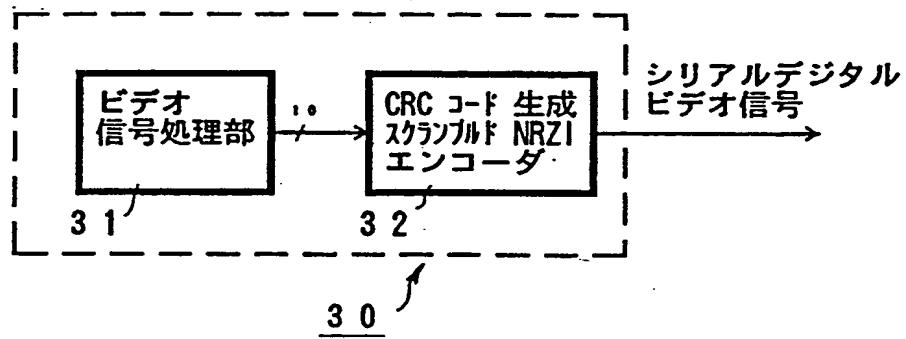 ビデオ
信号処理部
10
CRC コード 生成
スクランブルド NRZI
エンコーダ
シリアルデジタル
ビデオ信号
31
32
30